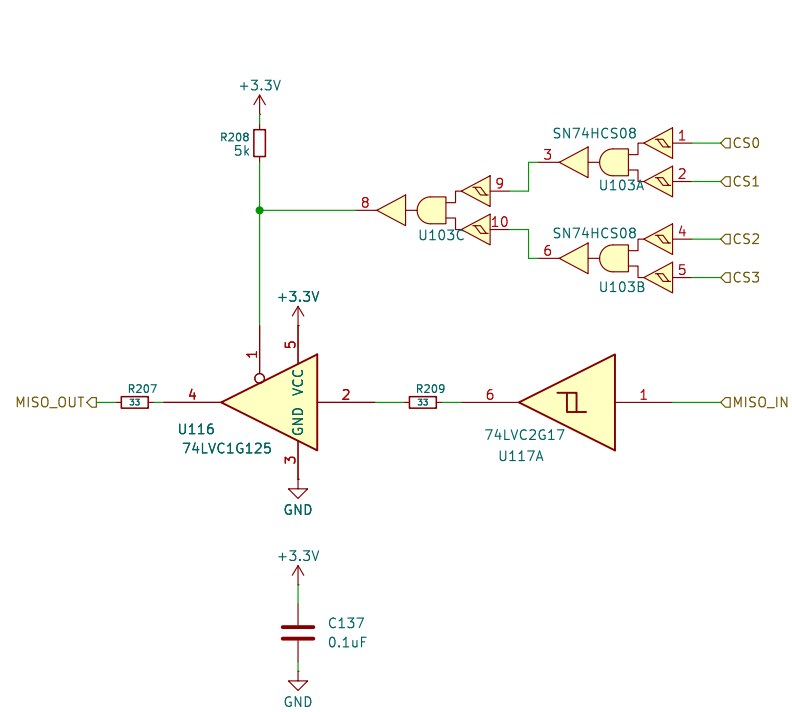 +3.3V
R208
5k
SN74HCS08
1
CS0
3
2
CS1
U103A
9
8
10
U103C
SN74HCS08
4
CS2
6
5
CS3
U103B
+3.3V
1
5
VCC
GND
R207
33
MISO_OUT
4
2
R209
33
6
1
MISO_IN
U116
74LVC1G125
3
GND
74LVC2G17
U117A
+3.3V
C137
0.1uF
GND